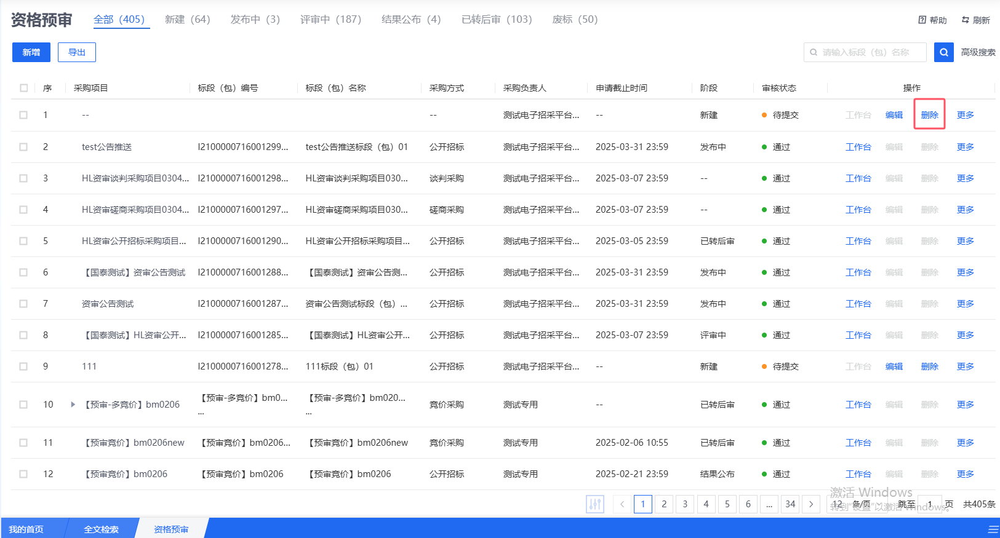 资格预审 全部（405） 新建（64） 发布中（3） 评审中（187） 结果公布（4） 已转后审（103） 废标（50） 帮助 刷新
新增 导出 请输入标段（包）名称 高级搜索
序 采购项目 标段（包）编号 标段（包）名称 采购方式 采购负责人 申请截止时间 阶段 审核状态 操作
1 -- -- 测试电子招采平台... -- 新建 待提交 工作台 编辑 删除 更多
2 test公告推送 I2100000716001299... test公告推送标段（包）01 公开招标 测试电子招采平台... 2025-03-31 23:59 发布中 通过 工作台 编辑 删除 更多
3 HL资审谈判采购项目0304... I2100000716001298... HL资审谈判采购项目030... 谈判采购 测试电子招采平台... 2025-03-07 23:59 -- 通过 工作台 编辑 删除 更多
4 HL资审磋商采购项目0304... I2100000716001297... HL资审磋商采购项目030... 磋商采购 测试电子招采平台... 2025-03-07 23:59 -- 通过 工作台 编辑 删除 更多
5 HL资审公开招标采购项目... I2100000716001290... HL资审公开招标采购项目... 公开招标 测试电子招采平台... 2025-03-05 23:59 已转后审 通过 工作台 编辑 删除 更多
6 【国泰测试】资审公告测试 I2100000716001288... 【国泰测试】资审公告测... 公开招标 测试电子招采平台... 2025-03-31 23:59 发布中 通过 工作台 编辑 删除 更多
7 资审公告测试 I2100000716001287... 资审公告测试标段（包）... 公开招标 测试电子招采平台... 2025-03-31 23:59 发布中 通过 工作台 编辑 删除 更多
8 【国泰测试】HL资审公开... I2100000716001285... 【国泰测试】HL资审公开... 公开招标 测试电子招采平台... 2025-03-07 23:59 评审中 通过 工作台 编辑 删除 更多
9 111 I2100000716001278... 111标段（包）01 公开招标 测试电子招采平台... -- 新建 待提交 工作台 编辑 删除 更多
10 【预审-多竞价】bm0206 【预审-多竞价】bm0... ... 【预审-多竞价】bm020... ... 竞价采购 测试专用 -- 已转后审 通过 工作台 编辑 删除 更多
11 【预审竞价】bm0206new 【预审竞价】bm0206... 【预审竞价】bm0206new 竞价采购 测试专用 2025-02-06 10:55 已转后审 通过 工作台 编辑 删除 更多
12 【预审竞价】bm0206 【预审竞价】bm0206 【预审竞价】bm0206 公开招标 测试专用 2025-02-21 23:59 结果公布 通过 工作台 编辑 删除 更多
激活 Windows
1 2 3 4 5 6 ... 34 12 条/页 跳至 1 页 共405条
转到"设置"以激活 Windows。
我的首页 全文检索 资格预审